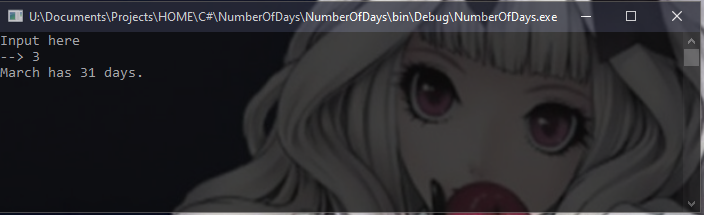 U:\Documents\Projects\HOME\C#\NumberOfDays\NumberOfDays\bin\Debug\NumberOfDays.exe
Input here
--> 3
March has 31 days.